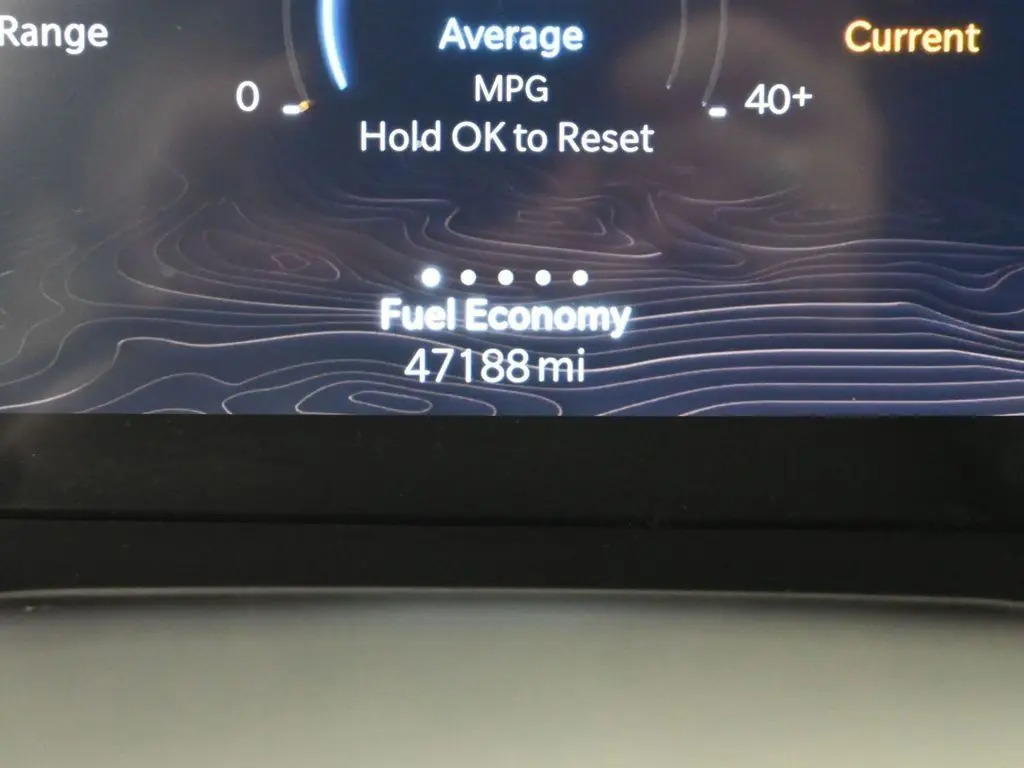 Range
Average
Current
0
MPG
40+
Hold OK to Reset
Fuel Economy
47188 mi